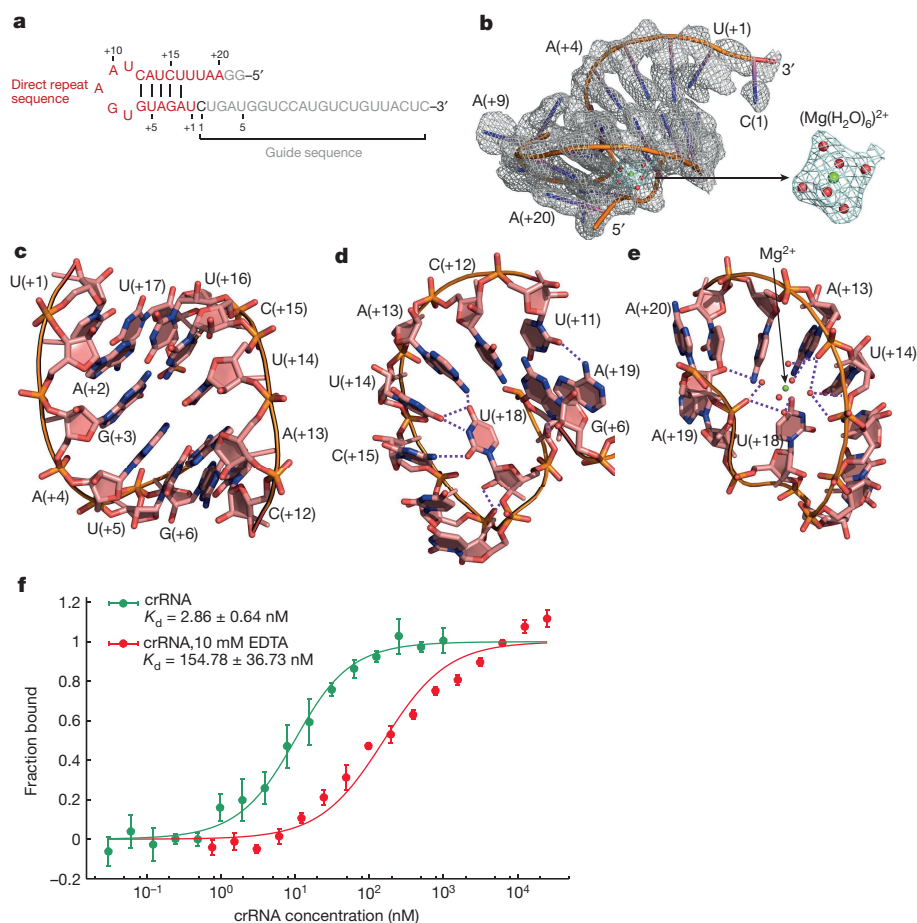 a
+10
+15
+20
A
U
CAUCUUUAAGG–5′
Direct repeat
sequence
A
G
U
GUAGAUCUGAUGGUCCAUGUCUGUUACUC–3′
+5
+1
1
5
Guide sequence
b
U(+1)
A(+4)
3′
A(+9)
C(1)
(Mg(H₂O)₆)²⁺
A(+20)
5′
c
U(+1)
U(+17)
U(+16)
C(+15)
U(+14)
A(+2)
G(+3)
A(+13)
A(+4)
U(+5)
G(+6)
C(+12)
d
C(+12)
A(+13)
U(+11)
U(+14)
A(+19)
U(+18)
G(+6)
C(+15)
e
Mg²⁺
A(+20)
A(+13)
U(+14)
A(+19)
U(+18)
f
1.2
1
0.8
0.6
0.4
0.2
0
−0.2
Fraction bound
crRNA
Kd = 2.86 ± 0.64 nM
crRNA,10 mM EDTA
Kd = 154.78 ± 36.73 nM
10⁻¹
10⁰
10¹
10²
10³
10⁴
crRNA concentration (nM)